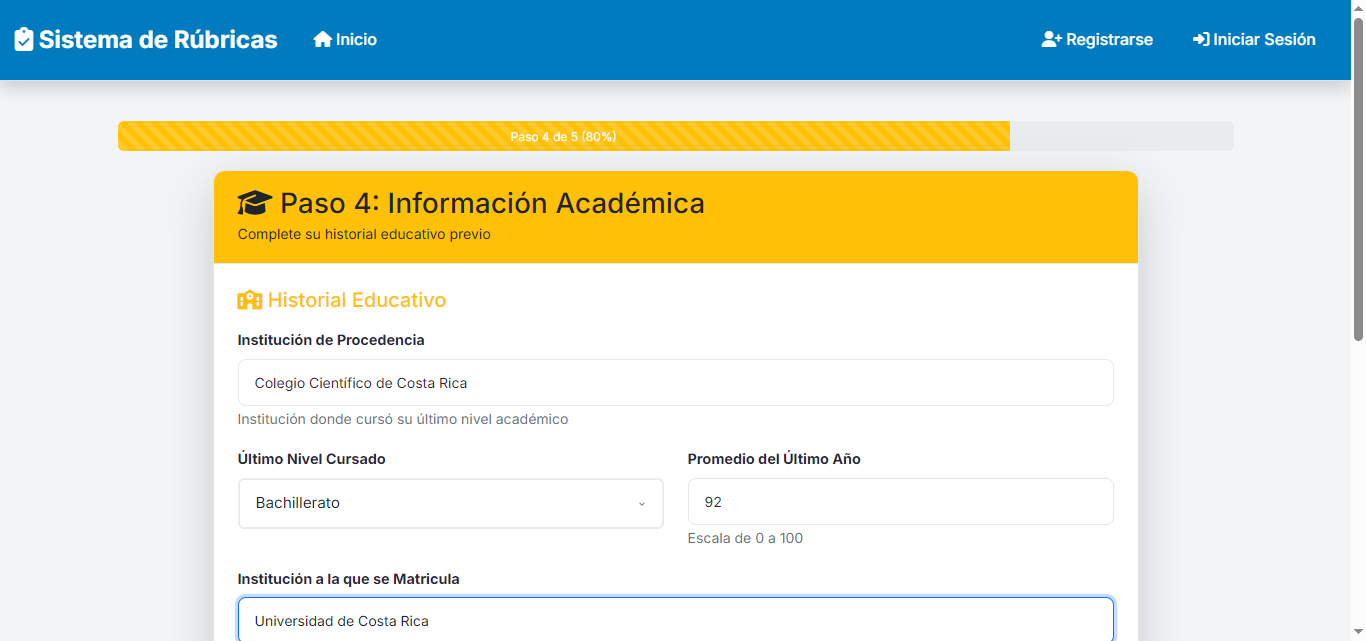 Sistema de Rúbricas Inicio Registrarse Iniciar Sesión
Paso 4 de 5 (80%)
Paso 4: Información Académica
Complete su historial educativo previo
Historial Educativo
Institución de Procedencia
Colegio Científico de Costa Rica
Institución donde cursó su último nivel académico
Último Nivel Cursado
Bachillerato
Promedio del Último Año
92
Escala de 0 a 100
Institución a la que se Matricula
Universidad de Costa Rica